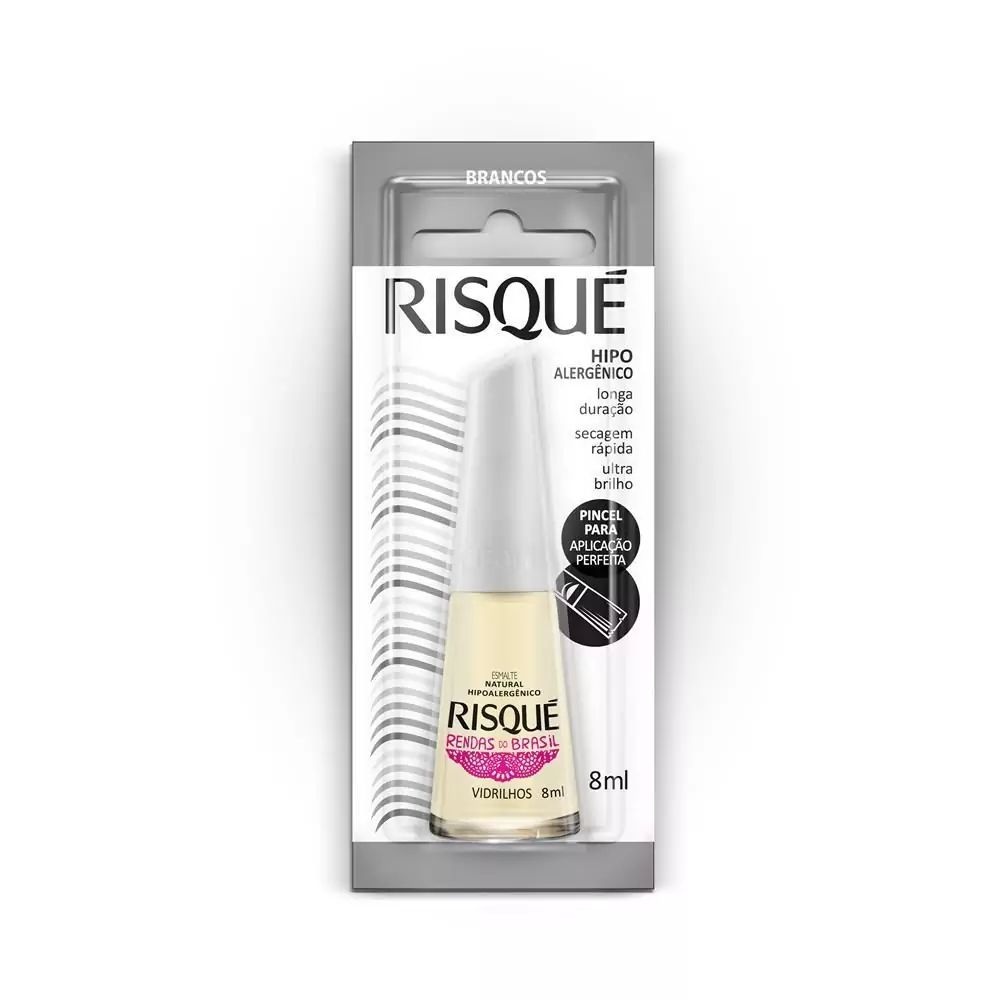 BRANCOS
RISQUÉ
HIPO
ALERGÊNICO
longa
duração
secagem
rápida
ultra
brilho
PINCEL
PARA
APLICAÇÃO
PERFEITA
ESMALTE
NATURAL
HIPOALERGÊNICO
RISQUÉ
RENDAS DO BRASIL
VIDRILHOS 8ml
8ml